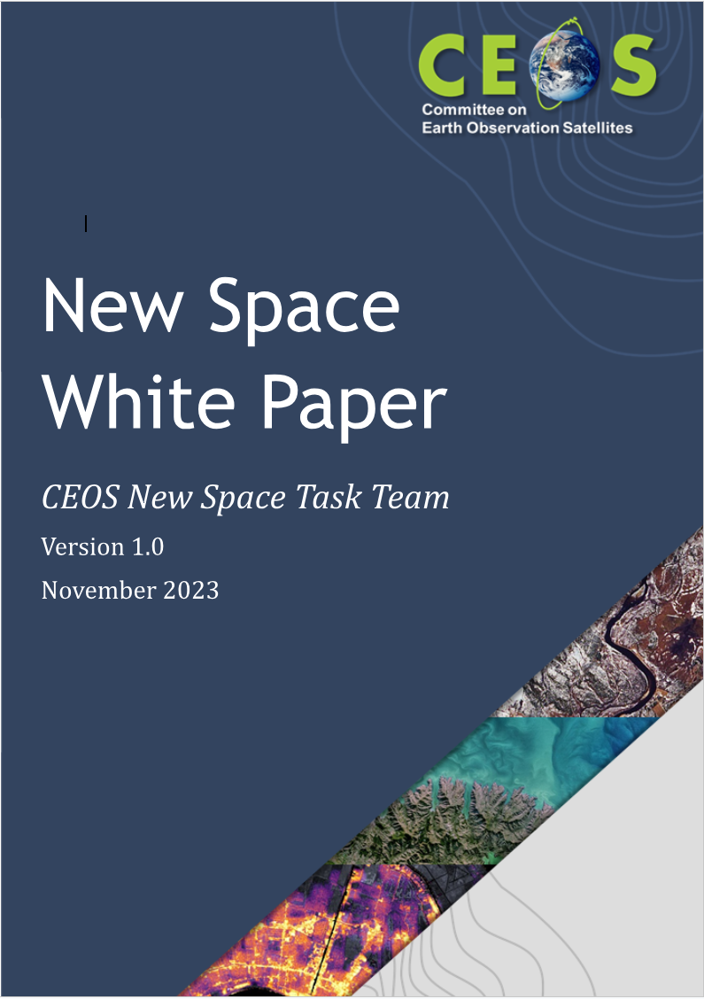 CEOS
Committee on
Earth Observation Satellites
New Space
White Paper
CEOS New Space Task Team
Version 1.0
November 2023